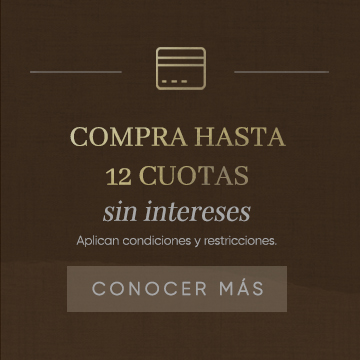 COMPRA HASTA
12 CUOTAS
sin intereses
Aplican condiciones y restricciones.
CONOCER MÁS